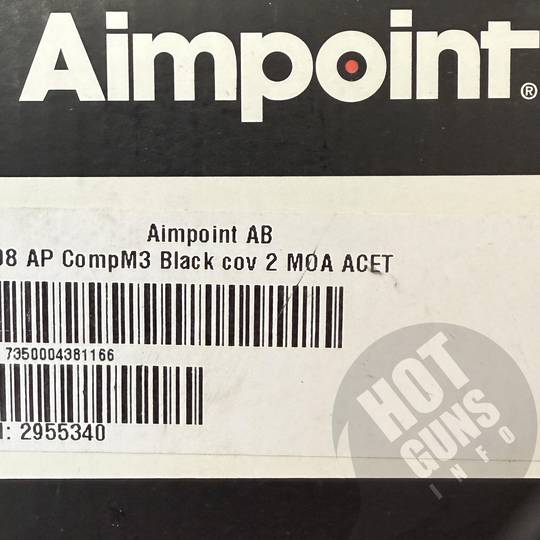 Aimpoint®
Aimpoint AB
08 AP CompM3 Black cov 2 MOA ACET
7350004381166
: 2955340
HOT
GUNS
INFO